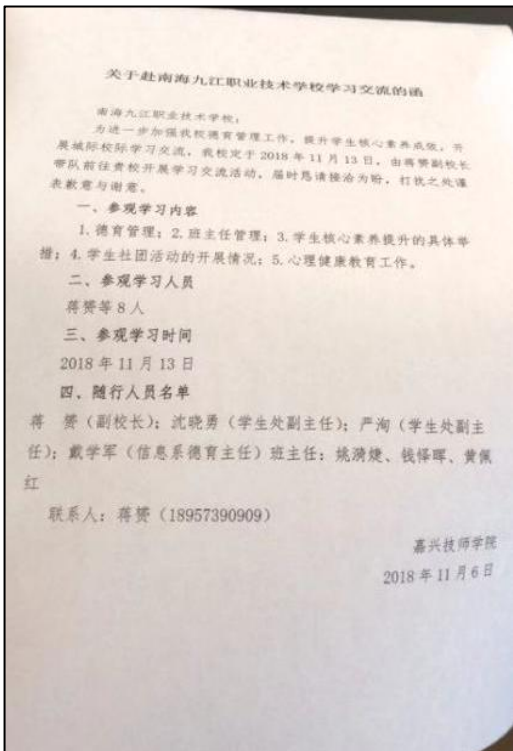 关于赴南海九江职业技术学校学习交流的函
南海九江职业技术学校：
为进一步加强我校德育管理工作，提升学生核心素养成效，开
展城际校际学习交流，我校定于2018年11月13日，由蒋赟副校长
带队前往贵校开展学习交流活动，届时恳请接洽为盼，打扰之处谨
表歉意与谢意。
一、参观学习内容
1、德育管理；2.班主任管理；3.学生核心素养提升的具体举
措；4.学生社团活动的开展情况；5.心理健康教育工作。
二、参观学习人员
蒋赟等8人
三、参观学习时间
2018年11月13日
四、随行人员名单
蒋　赟（副校长）；沈晓勇（学生处副主任）；严洵（学生处副主
任）；戴学军（信息系德育主任）班主任：姚漪婕、钱怿晖、黄佩
红
联系人：蒋赟（18957390909）
嘉兴技师学院
2018年11月6日